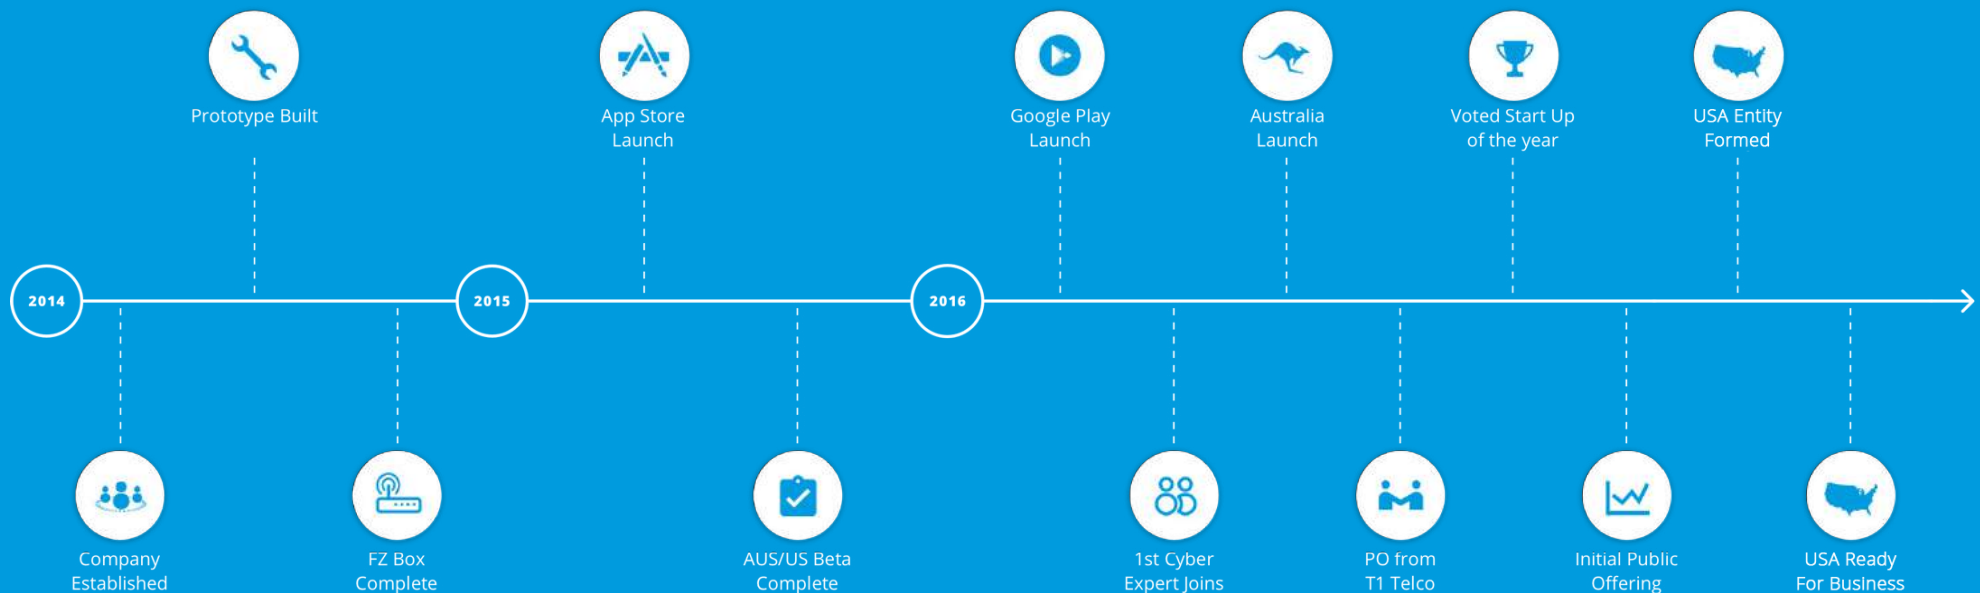 Prototype Built
App Store
Launch
Google Play
Launch
Australia
Launch
Voted Start Up
of the year
USA Entity
Formed
2014
2015
2016
Company
Established
FZ Box
Complete
AUS/US Beta
Complete
1st Cyber
Expert Joins
PO from
T1 Telco
Initial Public
Offering
USA Ready
For Business